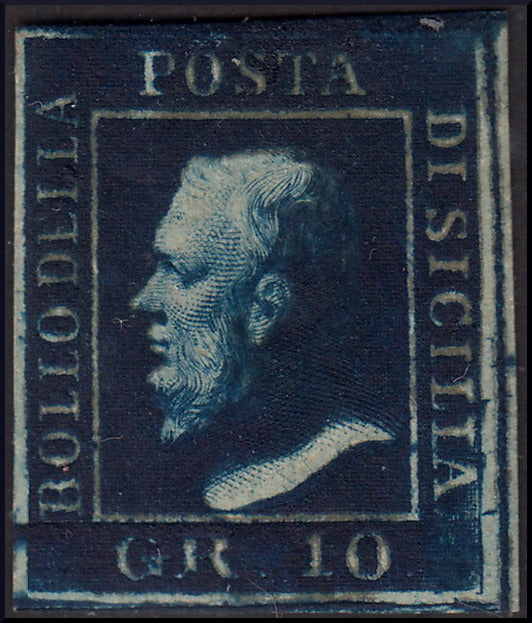 BOLLO DELLA
POSTA
DI SICILIA
GR. 10